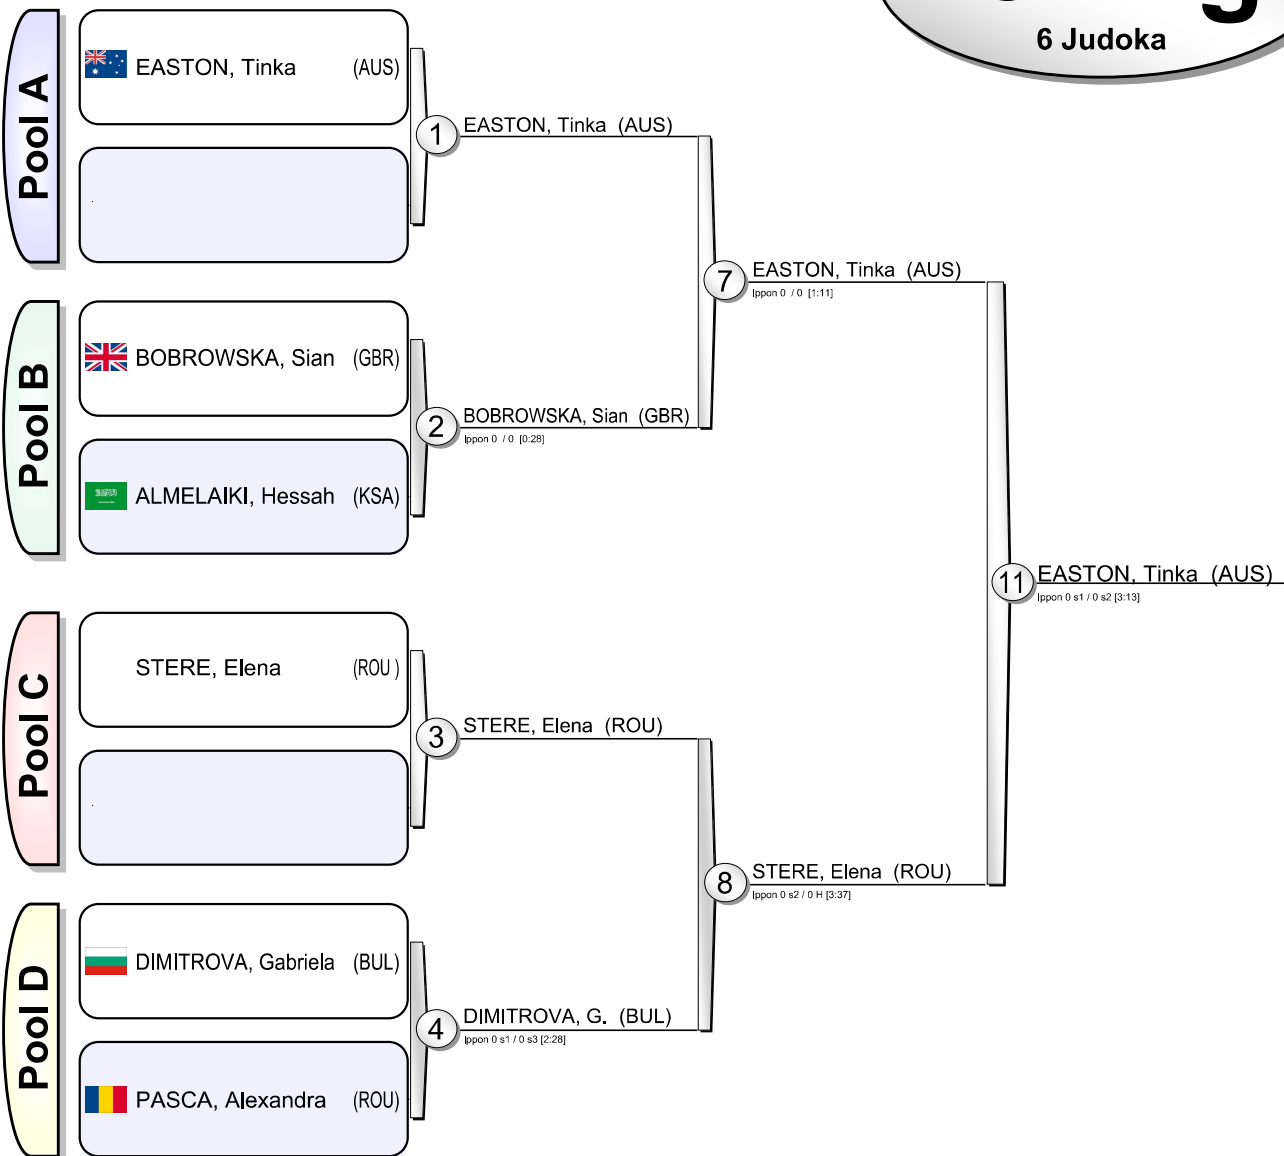 6 Judoka
Pool A
EASTON, Tinka (AUS)
1
EASTON, Tinka (AUS)
7
EASTON, Tinka (AUS)
Ippon 0 / 0 [1:11]
Pool B
BOBROWSKA, Sian (GBR)
2
BOBROWSKA, Sian (GBR)
Ippon 0 / 0 [0:28]
ALMELAIKI, Hessah (KSA)
11
EASTON, Tinka (AUS)
Ippon 0 s1 / 0 s2 [3:13]
Pool C
STERE, Elena (ROU )
3
STERE, Elena (ROU)
8
STERE, Elena (ROU)
Ippon 0 s2 / 0 H [3:37]
Pool D
DIMITROVA, Gabriela (BUL)
4
DIMITROVA, G. (BUL)
Ippon 0 s1 / 0 s3 [2:28]
PASCA, Alexandra (ROU)